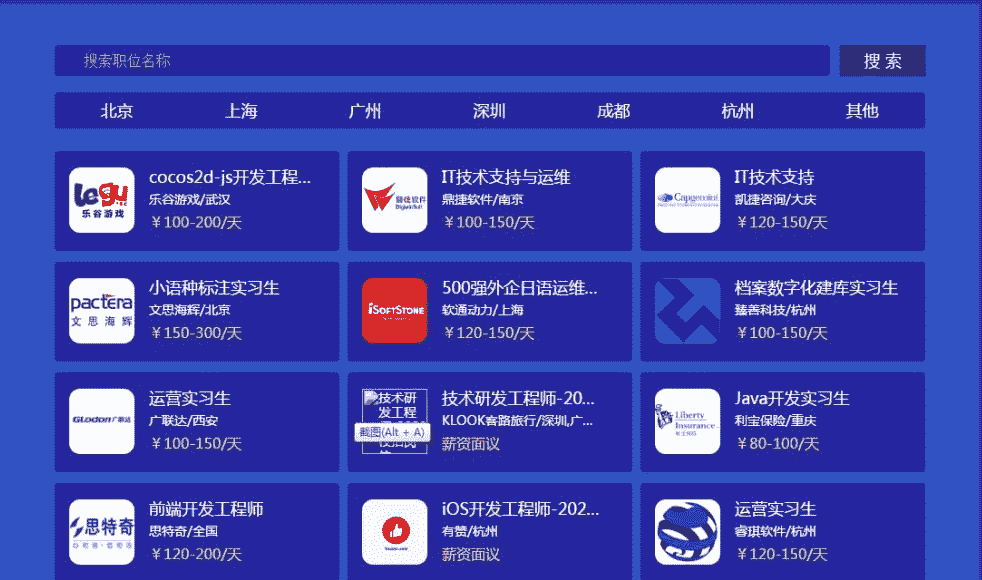 搜索职位名称
搜 索
北京 上海 广州 深圳 成都 杭州 其他
legu
乐谷游戏
cocos2d-js开发工程...
乐谷游戏/武汉
￥100-200/天
鼎捷软件
IT技术支持与运维
鼎捷软件/南京
￥100-150/天
Capgemini
IT技术支持
凯捷咨询/大庆
￥120-150/天
pactera
文思海辉
小语种标注实习生
文思海辉/北京
￥150-300/天
iSOFTSTONE
500强外企日语运维...
软通动力/上海
￥120-150/天
档案数字化建库实习生
臻善科技/杭州
￥100-150/天
GLodon广联达
运营实习生
广联达/西安
￥100-150/天
技术研
发工程
截图(Alt + A)
技术研发工程师-20...
KLOOK客路旅行/深圳,广...
薪资面议
Liberty
Insurance
Java开发实习生
利宝保险/重庆
￥80-100/天
思特奇
前端开发工程师
思特奇/全国
￥120-200/天
iOS开发工程师-202...
有赞/杭州
薪资面议
运营实习生
睿琪软件/杭州
￥120-150/天